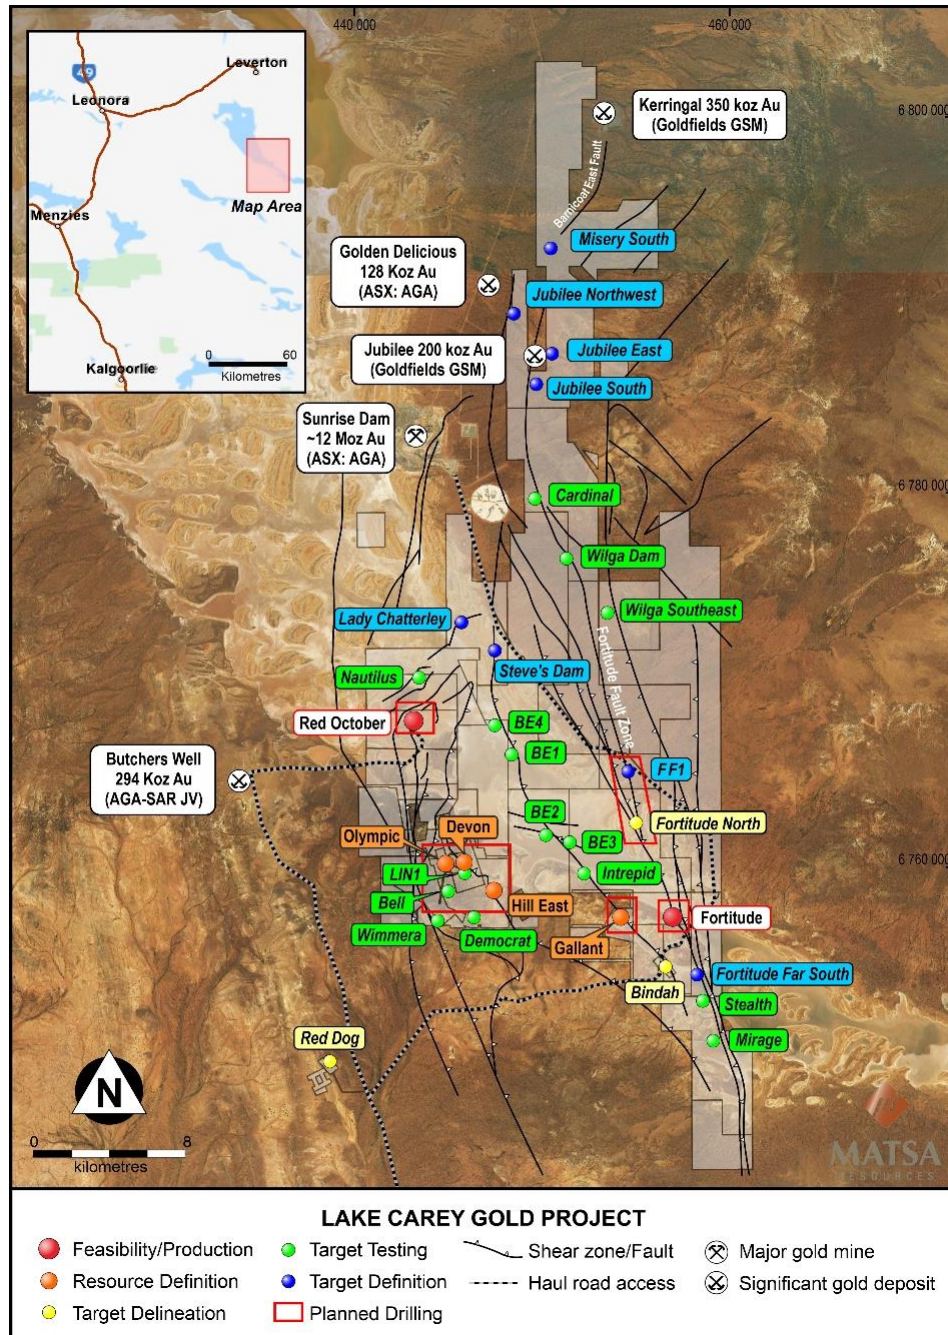 440 000
460 000
49
Leverton
Leonora
Menzies
Map Area
Kalgoorlie
0 60
Kilometres
6 800 000
6 780 000
6 760 000
Kerringal 350 koz Au
(Goldfields GSM)
Barnicoat East Fault
Misery South
Golden Delicious
128 Koz Au
(ASX: AGA)
Jubilee Northwest
Jubilee 200 koz Au
(Goldfields GSM)
Jubilee East
Jubilee South
Sunrise Dam
~12 Moz Au
(ASX: AGA)
Cardinal
Wilga Dam
Wilga Southeast
Lady Chatterley
Fortitude Fault Zone
Steve's Dam
Nautilus
Red October
BE4
BE1
Butchers Well
294 Koz Au
(AGA-SAR JV)
FF1
BE2
Fortitude North
Devon
Olympic
BE3
LIN1
Intrepid
Bell
Hill East
Fortitude
Wimmera
Democrat
Gallant
Fortitude Far South
Bindah
Stealth
Mirage
Red Dog
N
0 8
kilometres
MATSA
RESOURCES
LAKE CAREY GOLD PROJECT
Feasibility/Production
Target Testing
Shear zone/Fault
Major gold mine
Resource Definition
Target Definition
Haul road access
Significant gold deposit
Target Delineation
Planned Drilling